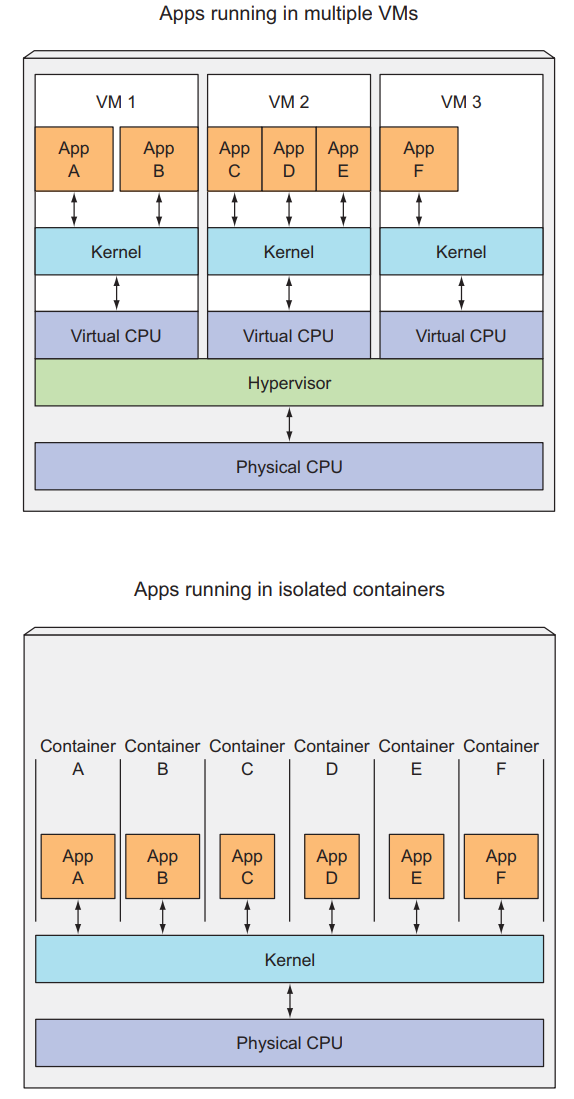 Apps running in multiple VMs
VM 1
VM 2
VM 3
App
A
App
B
App
C
App
D
App
E
App
F
Kernel
Kernel
Kernel
Virtual CPU
Virtual CPU
Virtual CPU
Hypervisor
Physical CPU
Apps running in isolated containers
Container
A
Container
B
Container
C
Container
D
Container
E
Container
F
App
A
App
B
App
C
App
D
App
E
App
F
Kernel
Physical CPU